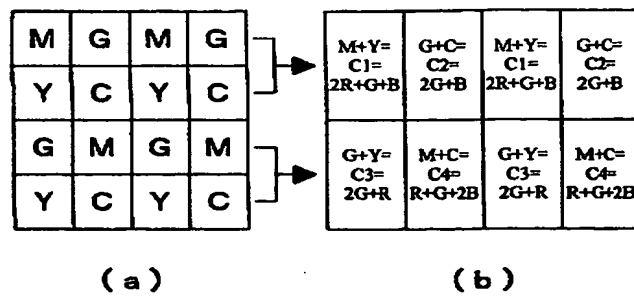 M G M G
Y C Y C
G M G M
Y C Y C
M+Y=
C1=
2R+G+B
G+C=
C2=
2G+B
M+Y=
C1=
2R+G+B
G+C=
C2=
2G+B
G+Y=
C3=
2G+R
M+C=
C4=
R+G+2B
G+Y=
C3=
2G+R
M+C=
C4=
R+G+2B
(a)
(b)